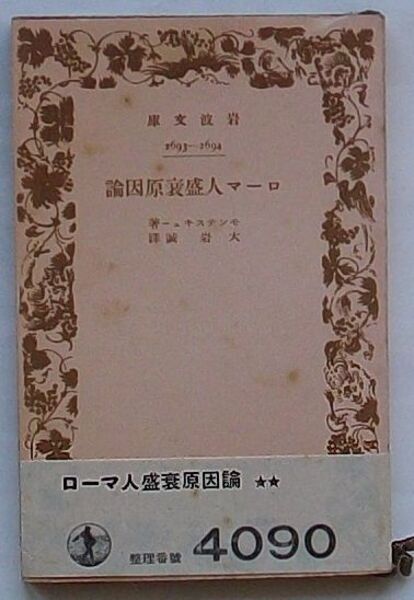 岩波文庫
2693—2694
ローマ人盛衰原因論
モンテスキュー著
大岩誠譯
ローマ人盛衰原因論 ★★
整理番號 4090